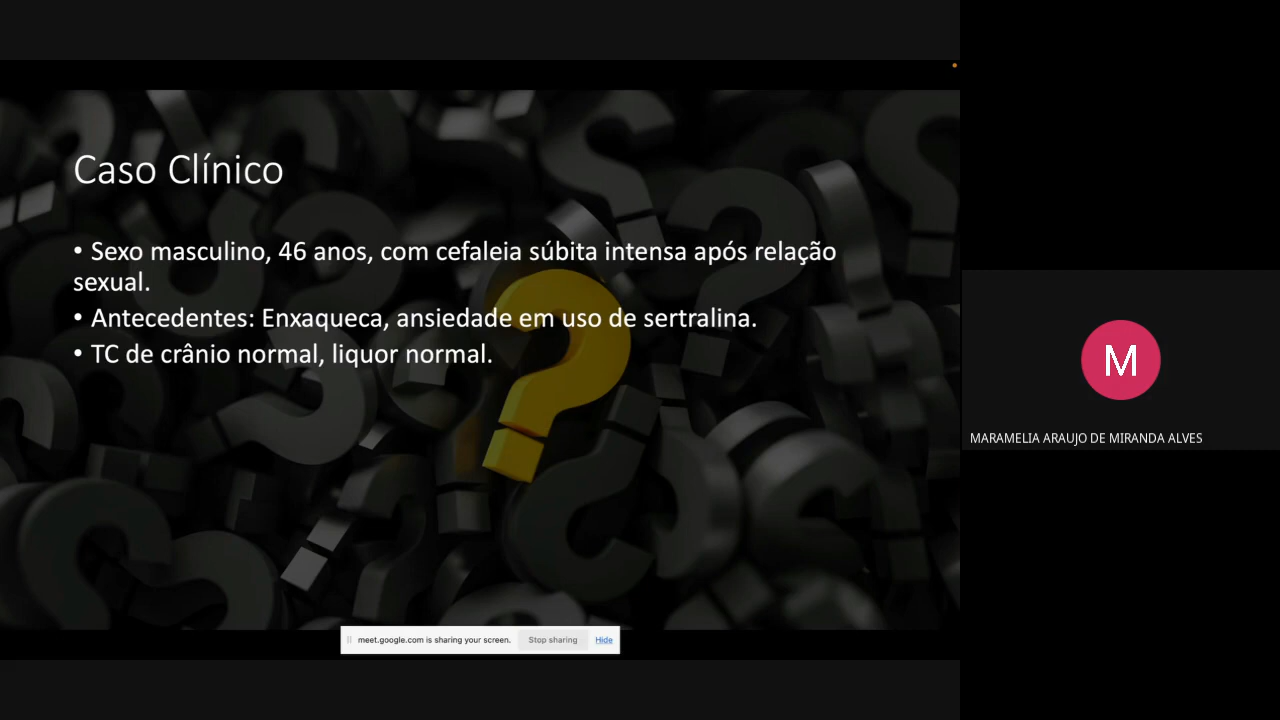 Caso Clínico
• Sexo masculino, 46 anos, com cefaleia súbita intensa após relação
sexual.
• Antecedentes: Enxaqueca, ansiedade em uso de sertralina.
• TC de crânio normal, liquor normal.
M
MARAMELIA ARAUJO DE MIRANDA ALVES
meet.google.com is sharing your screen. Stop sharing Hide